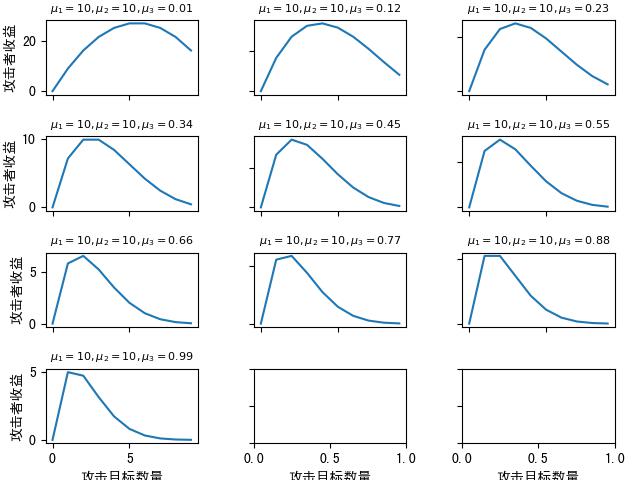 μ₁ = 10, μ₂ = 10, μ₃ = 0.01
μ₁ = 10, μ₂ = 10, μ₃ = 0.12
μ₁ = 10, μ₂ = 10, μ₃ = 0.23
攻击者收益
20
0
μ₁ = 10, μ₂ = 10, μ₃ = 0.34
μ₁ = 10, μ₂ = 10, μ₃ = 0.45
μ₁ = 10, μ₂ = 10, μ₃ = 0.55
攻击者收益
10
0
μ₁ = 10, μ₂ = 10, μ₃ = 0.66
μ₁ = 10, μ₂ = 10, μ₃ = 0.77
μ₁ = 10, μ₂ = 10, μ₃ = 0.88
攻击者收益
5
0
μ₁ = 10, μ₂ = 10, μ₃ = 0.99
攻击者收益
5
0
0 5
0.0 0.5 1.0
0.0 0.5 1.0
攻击目标数量
攻击目标数量
攻击目标数量